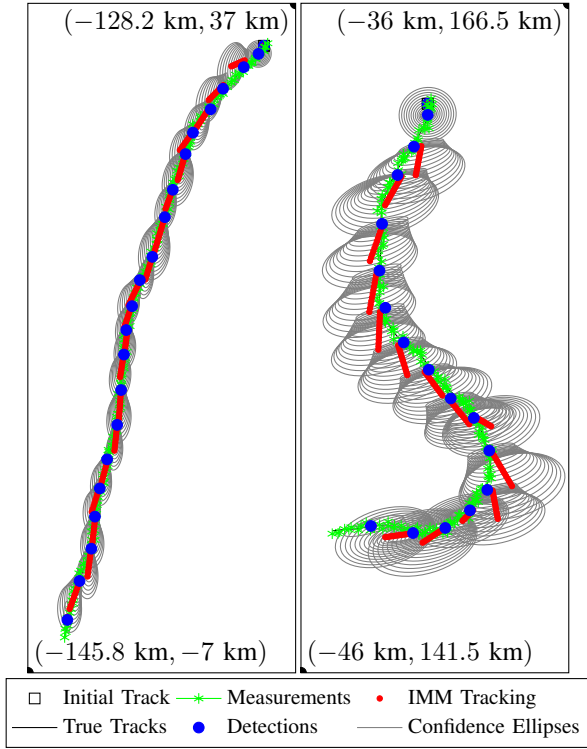 (−128.2 km, 37 km)
(−36 km, 166.5 km)
(−145.8 km, −7 km)
(−46 km, 141.5 km)
Initial Track
Measurements
IMM Tracking
True Tracks
Detections
Confidence Ellipses